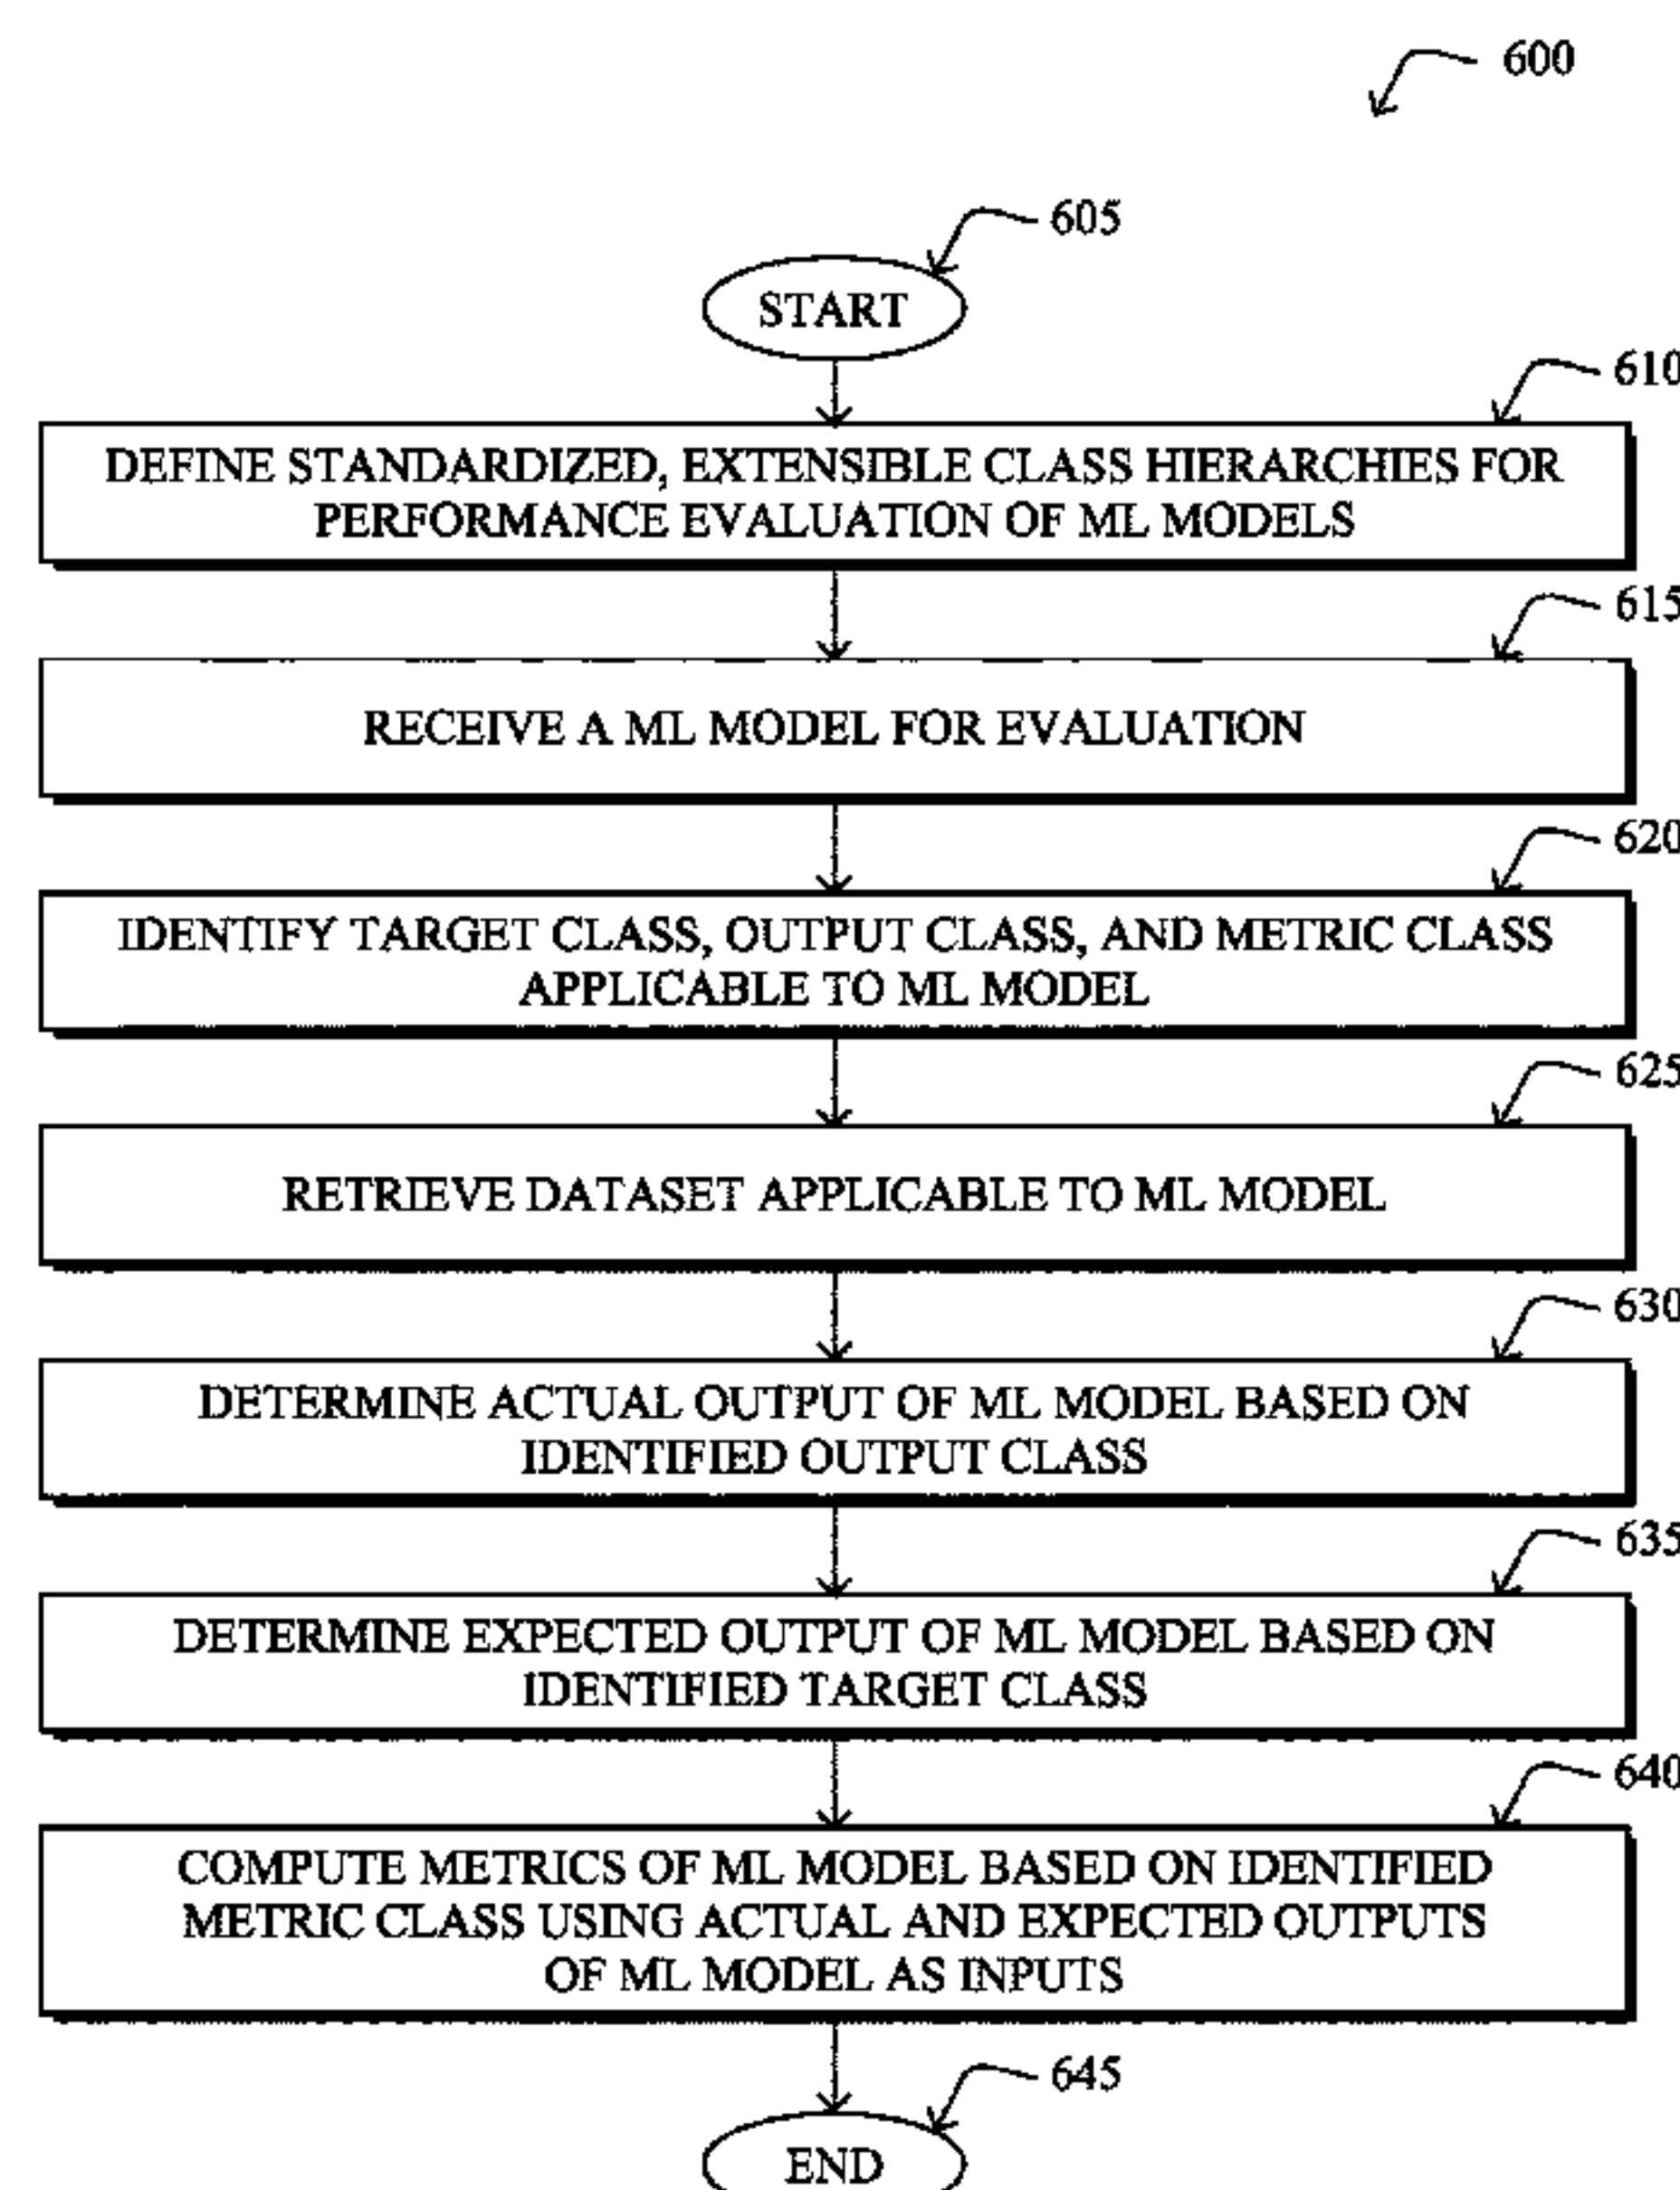 600
605
START
610
DEFINE STANDARDIZED, EXTENSIBLE CLASS HIERARCHIES FOR
PERFORMANCE EVALUATION OF ML MODELS
615
RECEIVE A ML MODEL FOR EVALUATION
620
IDENTIFY TARGET CLASS, OUTPUT CLASS, AND METRIC CLASS
APPLICABLE TO ML MODEL
625
RETRIEVE DATASET APPLICABLE TO ML MODEL
630
DETERMINE ACTUAL OUTPUT OF ML MODEL BASED ON
IDENTIFIED OUTPUT CLASS
635
DETERMINE EXPECTED OUTPUT OF ML MODEL BASED ON
IDENTIFIED TARGET CLASS
640
COMPUTE METRICS OF ML MODEL BASED ON IDENTIFIED
METRIC CLASS USING ACTUAL AND EXPECTED OUTPUTS
OF ML MODEL AS INPUTS
645
END